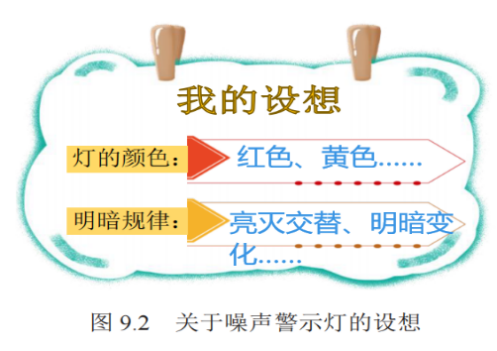 我的设想
灯的颜色：红色、黄色......
明暗规律：亮灭交替、明暗变
化......
图 9.2 关于噪声警示灯的设想